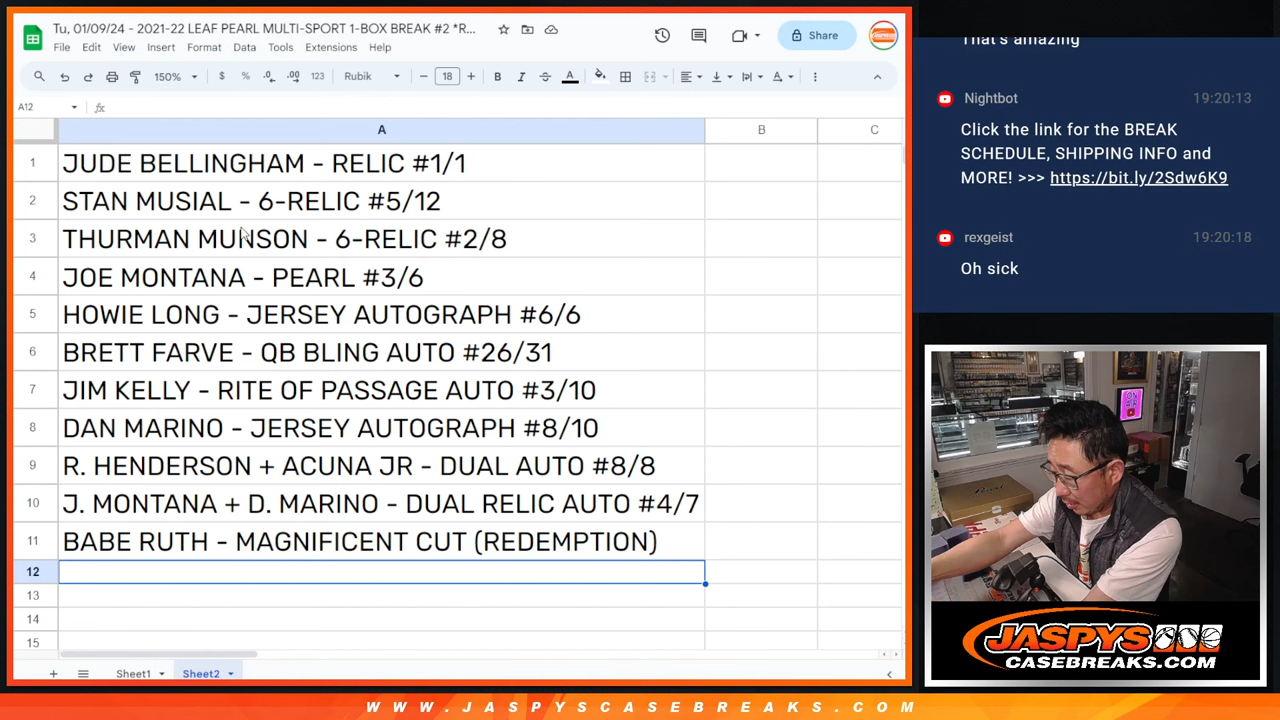 Tu, 01/09/24 - 2021-22 LEAF PEARL MULTI-SPORT 1-BOX BREAK #2 *R...
File Edit View Insert Format Data Tools Extensions Help
Share
150% $ % .0 .00 123 Rubik - 18 + B I A
A12 fx
A B C
1 JUDE BELLINGHAM - RELIC #1/1
2 STAN MUSIAL - 6-RELIC #5/12
3 THURMAN MUNSON - 6-RELIC #2/8
4 JOE MONTANA - PEARL #3/6
5 HOWIE LONG - JERSEY AUTOGRAPH #6/6
6 BRETT FARVE - QB BLING AUTO #26/31
7 JIM KELLY - RITE OF PASSAGE AUTO #3/10
8 DAN MARINO - JERSEY AUTOGRAPH #8/10
9 R. HENDERSON + ACUNA JR - DUAL AUTO #8/8
10 J. MONTANA + D. MARINO - DUAL RELIC AUTO #4/7
11 BABE RUTH - MAGNIFICENT CUT (REDEMPTION)
12
13
14
15
Sheet1 Sheet2
That's amazing
Nightbot 19:20:13
Click the link for the BREAK
SCHEDULE, SHIPPING INFO and
MORE! >>> https://bit.ly/2Sdw6K9
rexgeist 19:20:18
Oh sick
JASPYS
CASEBREAKS.COM
WWW.JASPYSCASEBREAKS.COM